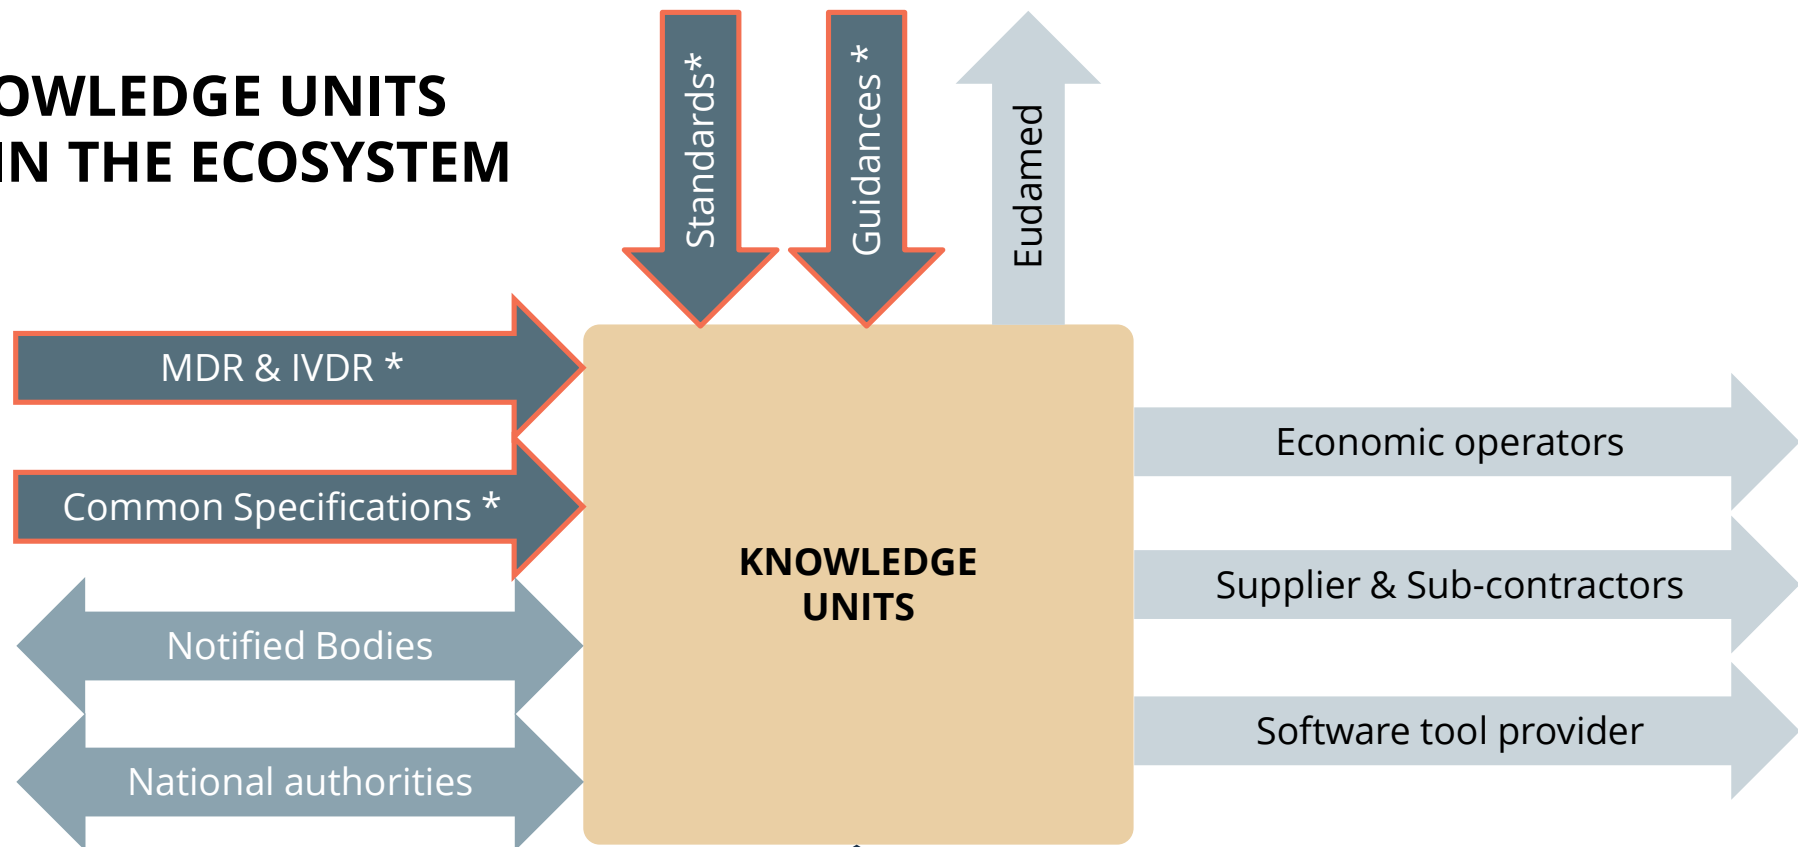 OWLEDGE UNITS
IN THE ECOSYSTEM
Standards*
Guidances *
Eudamed
MDR & IVDR *
Common Specifications *
Notified Bodies
National authorities
KNOWLEDGE
UNITS
Economic operators
Supplier & Sub-contractors
Software tool provider